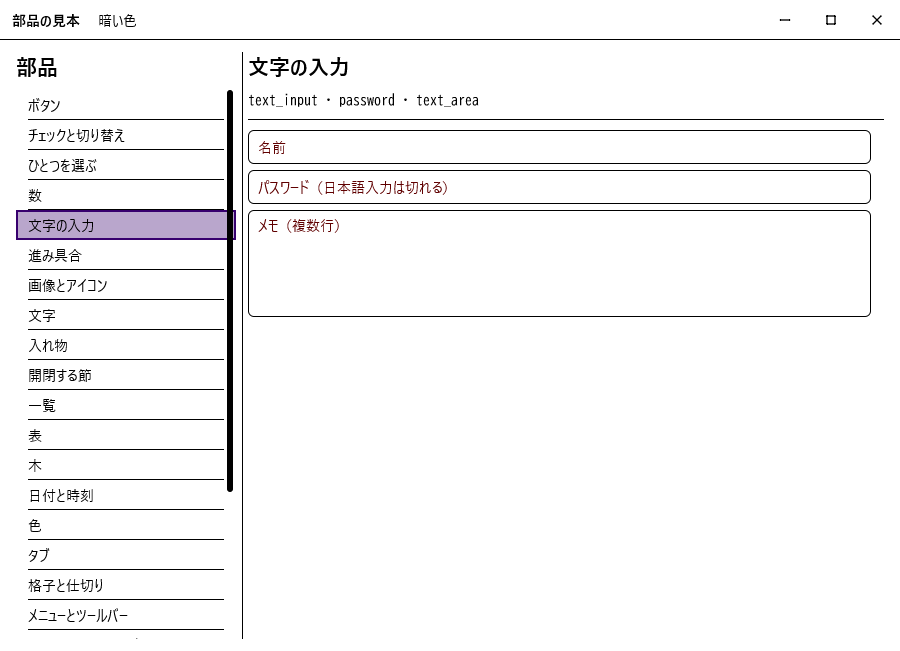 部品の見本 暗い色
部品
ボタン
チェックと切り替え
ひとつを選ぶ
数
文字の入力
進み具合
画像とアイコン
文字
入れ物
開閉する節
一覧
表
木
日付と時刻
色
タブ
格子と仕切り
メニューとツールバー
文字の入力
text_input · password · text_area
名前
パスワード（日本語入力は切れる）
メモ（複数行）